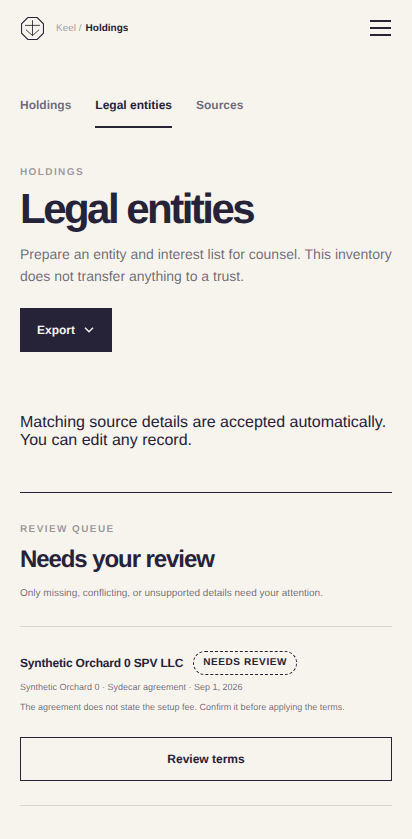 Keel / Holdings
Holdings Legal entities Sources
HOLDINGS
Legal entities
Prepare an entity and interest list for counsel. This inventory
does not transfer anything to a trust.
Export
Matching source details are accepted automatically.
You can edit any record.
REVIEW QUEUE
Needs your review
Only missing, conflicting, or unsupported details need your attention.
Synthetic Orchard 0 SPV LLC NEEDS REVIEW
Synthetic Orchard 0 · Sydecar agreement · Sep 1, 2026
The agreement does not state the setup fee. Confirm it before applying the terms.
Review terms